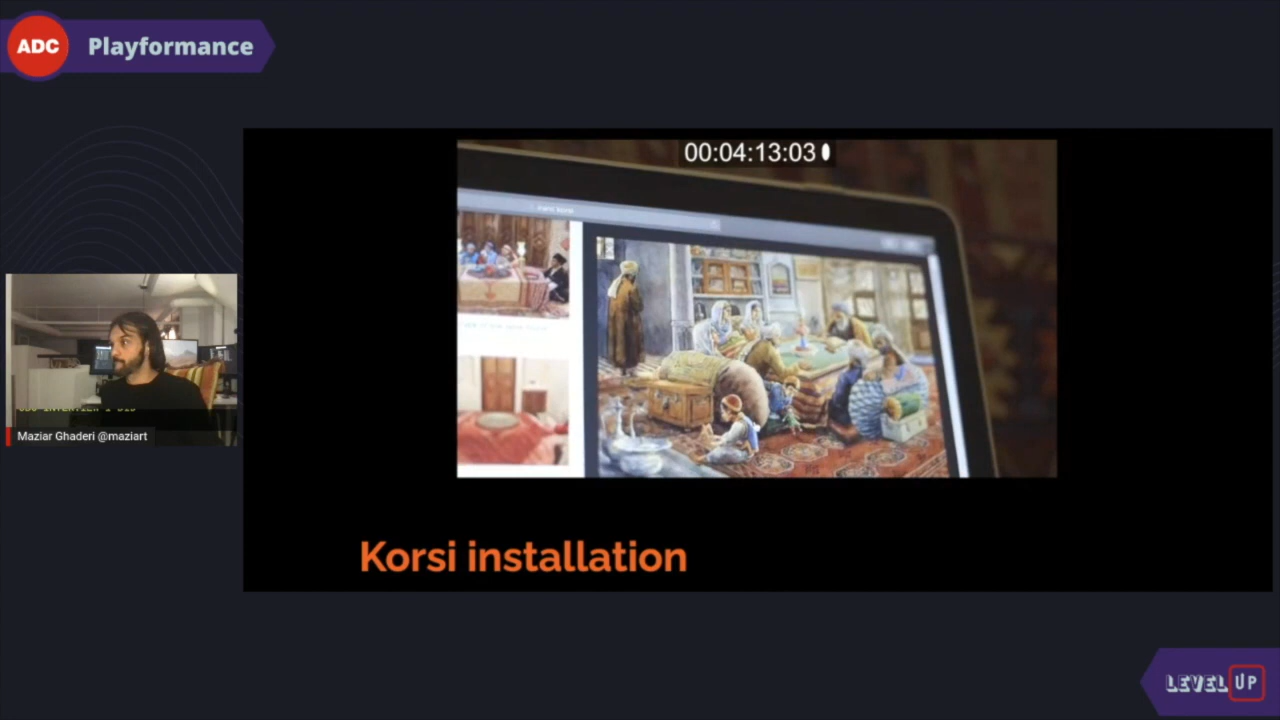 ADC
Playformance
00:04:13:03
Maziar Ghaderi @maziart
Korsi installation
LEVEL UP